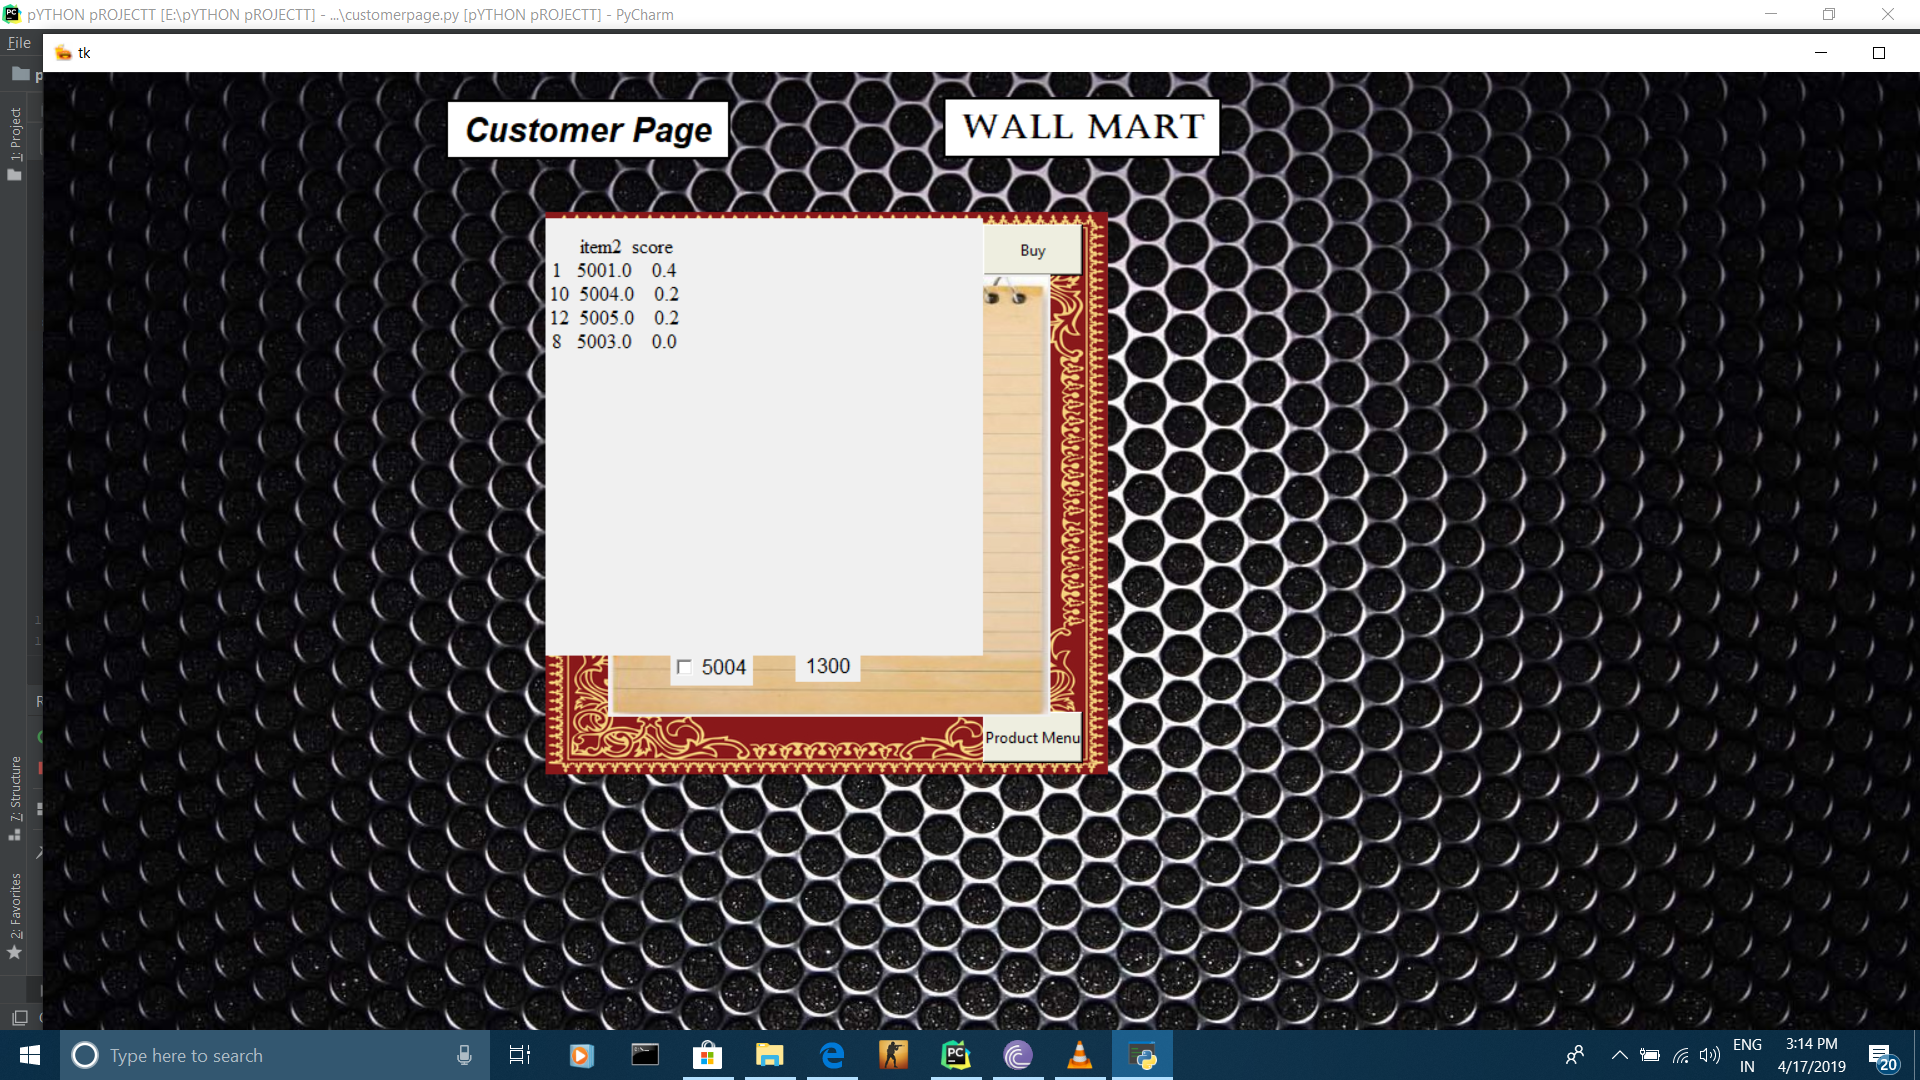 pYTHON pROJECTT [E:\pYTHON pROJECTT] - ...\customerpage.py [pYTHON pROJECTT] - PyCharm
File
tk
p
1: Project
Customer Page
WALL MART
Buy
item2 score
1 5001.0 0.4
10 5004.0 0.2
12 5005.0 0.2
8 5003.0 0.0
5004 1300
Product Menu
7: Structure
2: Favorites
Type here to search
ENG
IN
3:14 PM
4/17/2019
20